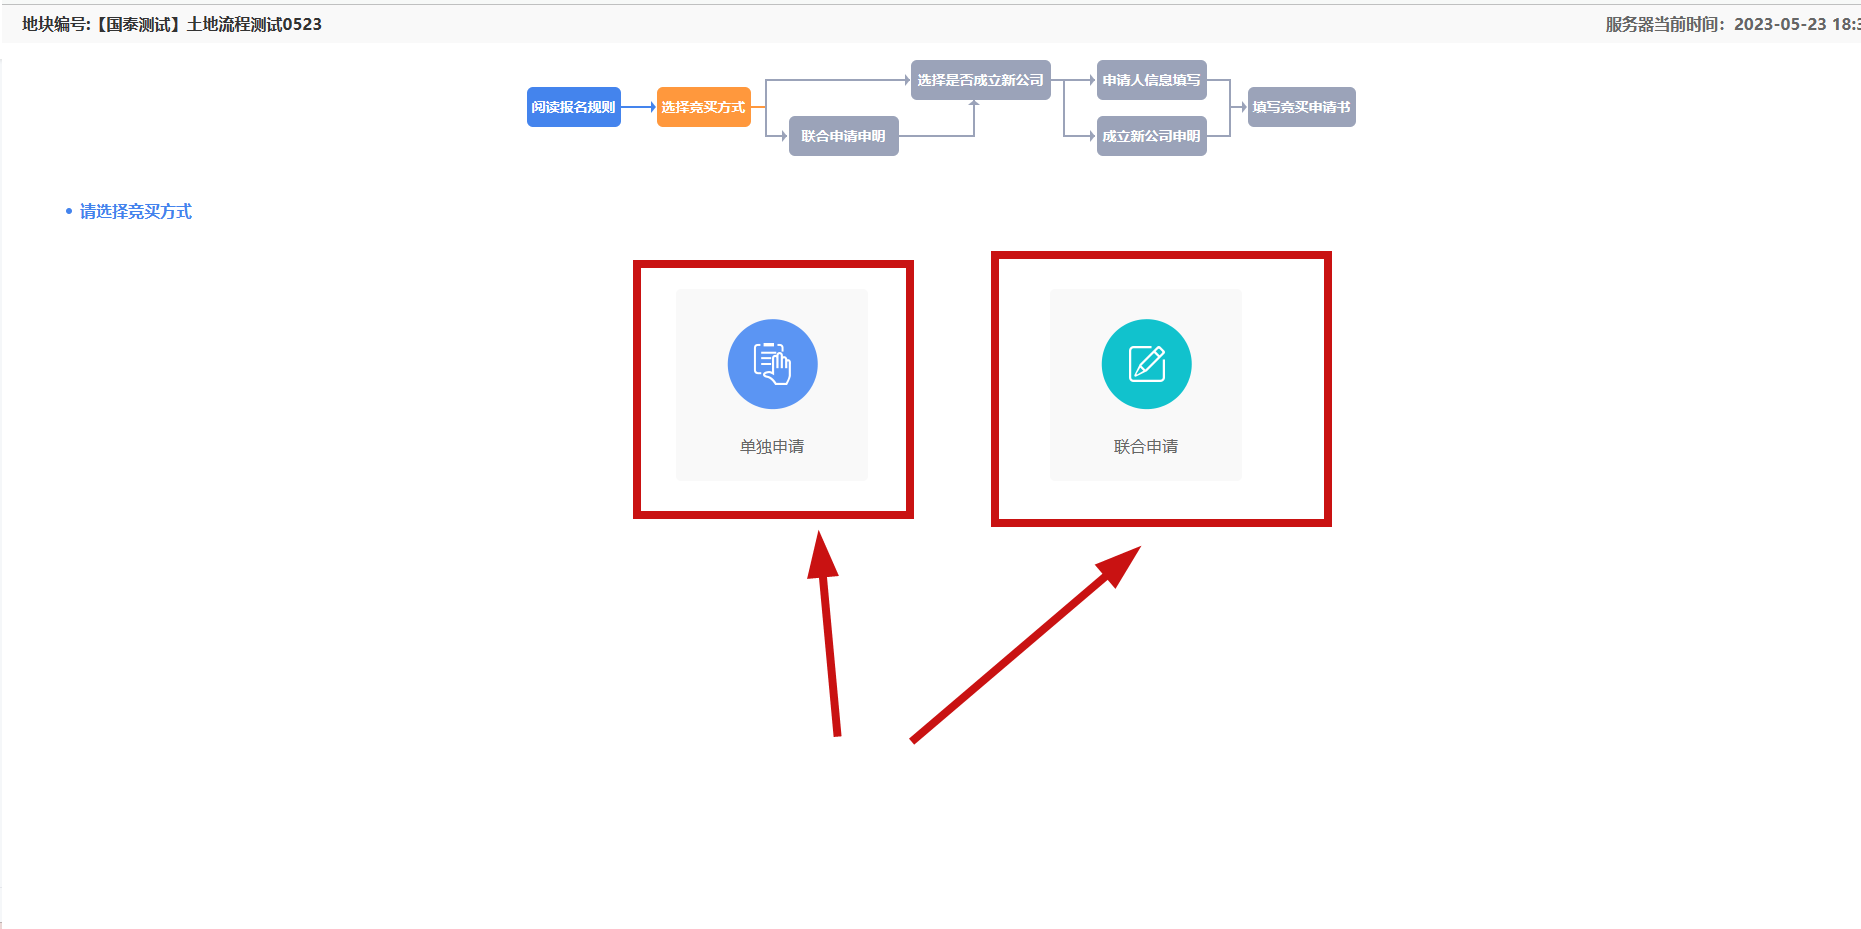 地块编号:【国泰测试】土地流程测试0523
服务器当前时间：2023-05-23 18:3
选择是否成立新公司
申请人信息填写
阅读报名规则
选择竞买方式
填写竞买申请书
联合申请申明
成立新公司申明
请选择竞买方式
单独申请
联合申请